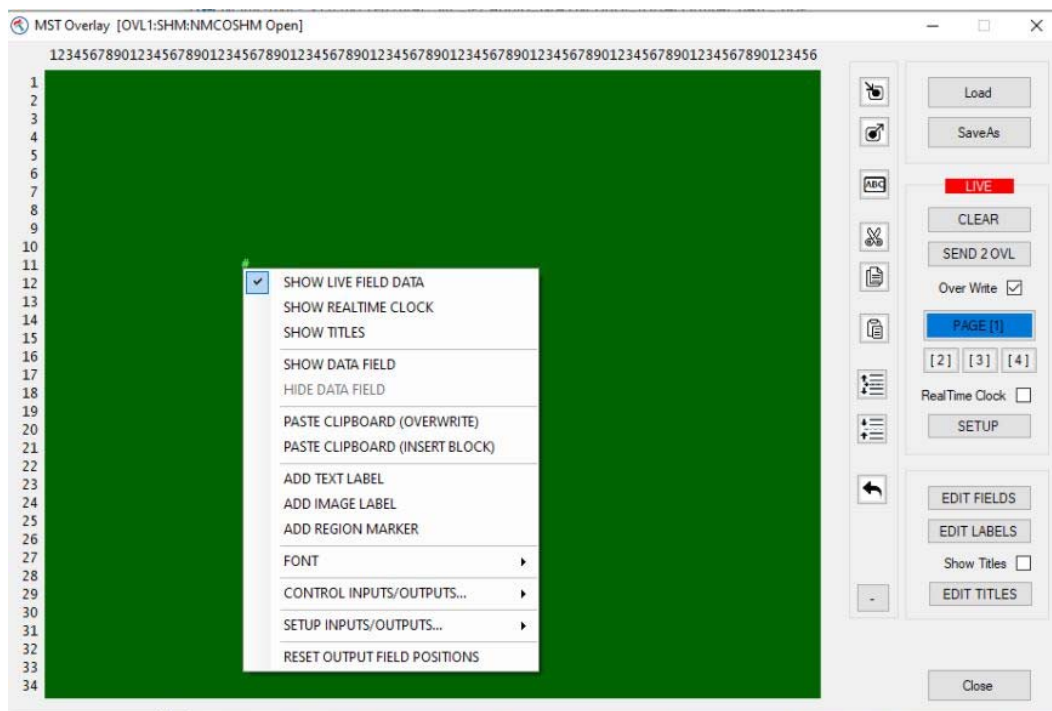 MST Overlay [OVL1:SHM:NMCOSHM Open]
123456789012345678901234567890123456789012345678901234567890123456789012345678901234567890123456
1
2
3
4
5
6
7
8
9
10
11
12
13
14
15
16
17
18
19
20
21
22
23
24
25
26
27
28
29
30
31
32
33
34
#
SHOW LIVE FIELD DATA
SHOW REALTIME CLOCK
SHOW TITLES
SHOW DATA FIELD
HIDE DATA FIELD
PASTE CLIPBOARD (OVERWRITE)
PASTE CLIPBOARD (INSERT BLOCK)
ADD TEXT LABEL
ADD IMAGE LABEL
ADD REGION MARKER
FONT
CONTROL INPUTS/OUTPUTS...
SETUP INPUTS/OUTPUTS...
RESET OUTPUT FIELD POSITIONS
ABC
-
Load
SaveAs
LIVE
CLEAR
SEND 2 OVL
Over Write
PAGE [1]
[2] [3] [4]
RealTime Clock
SETUP
EDIT FIELDS
EDIT LABELS
Show Titles
EDIT TITLES
Close